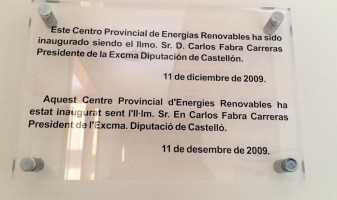 Este Centro Provincial de Energías Renovables ha sido
inaugurado siendo el Ilmo. Sr. D. Carlos Fabra Carreras
Presidente de la Excma Diputación de Castellón.
11 de diciembre de 2009.
Aquest Centre Provincial d'Energies Renovables ha
estat inaugurat sent l'Il·lm. Sr. En Carlos Fabra Carreras
President de l'Excma. Diputació de Castelló.
11 de desembre de 2009.